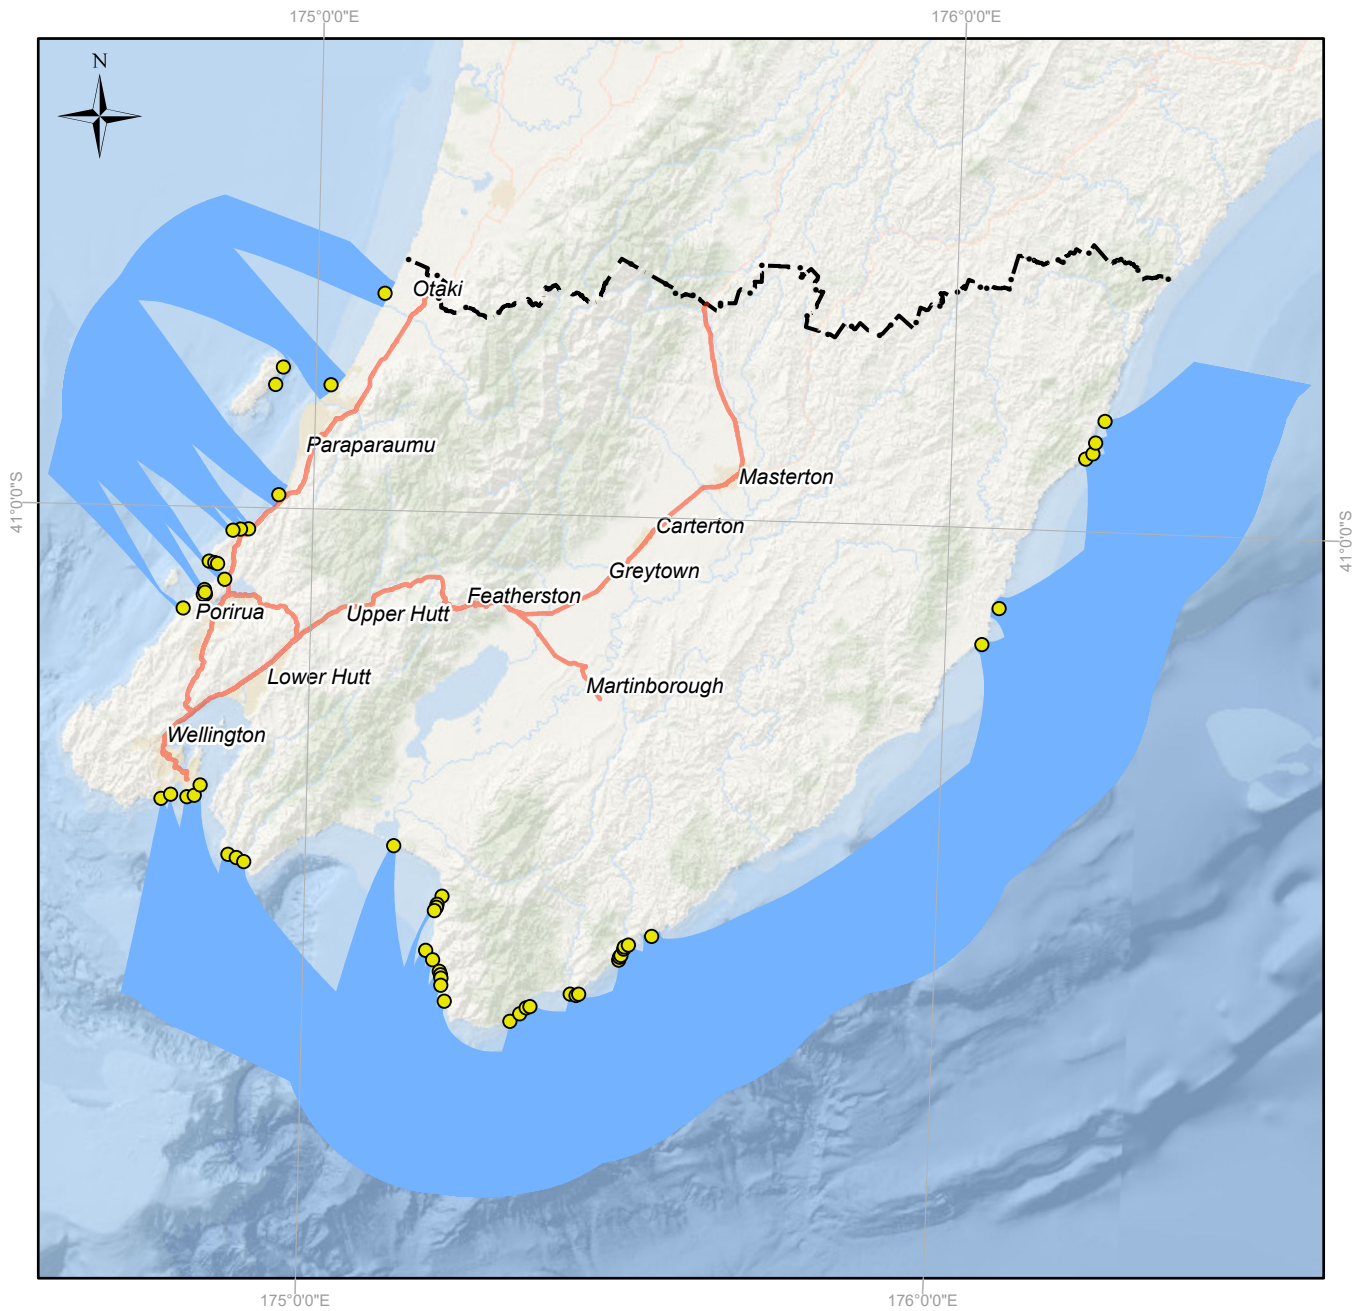 175°0'0"E
176°0'0"E
N
Otaki
Paraparaumu
Masterton
41°0'0"S
41°0'0"S
Carterton
Greytown
Featherston
Porirua
Upper Hutt
Lower Hutt
Martinborough
Wellington
175°0'0"E
176°0'0"E